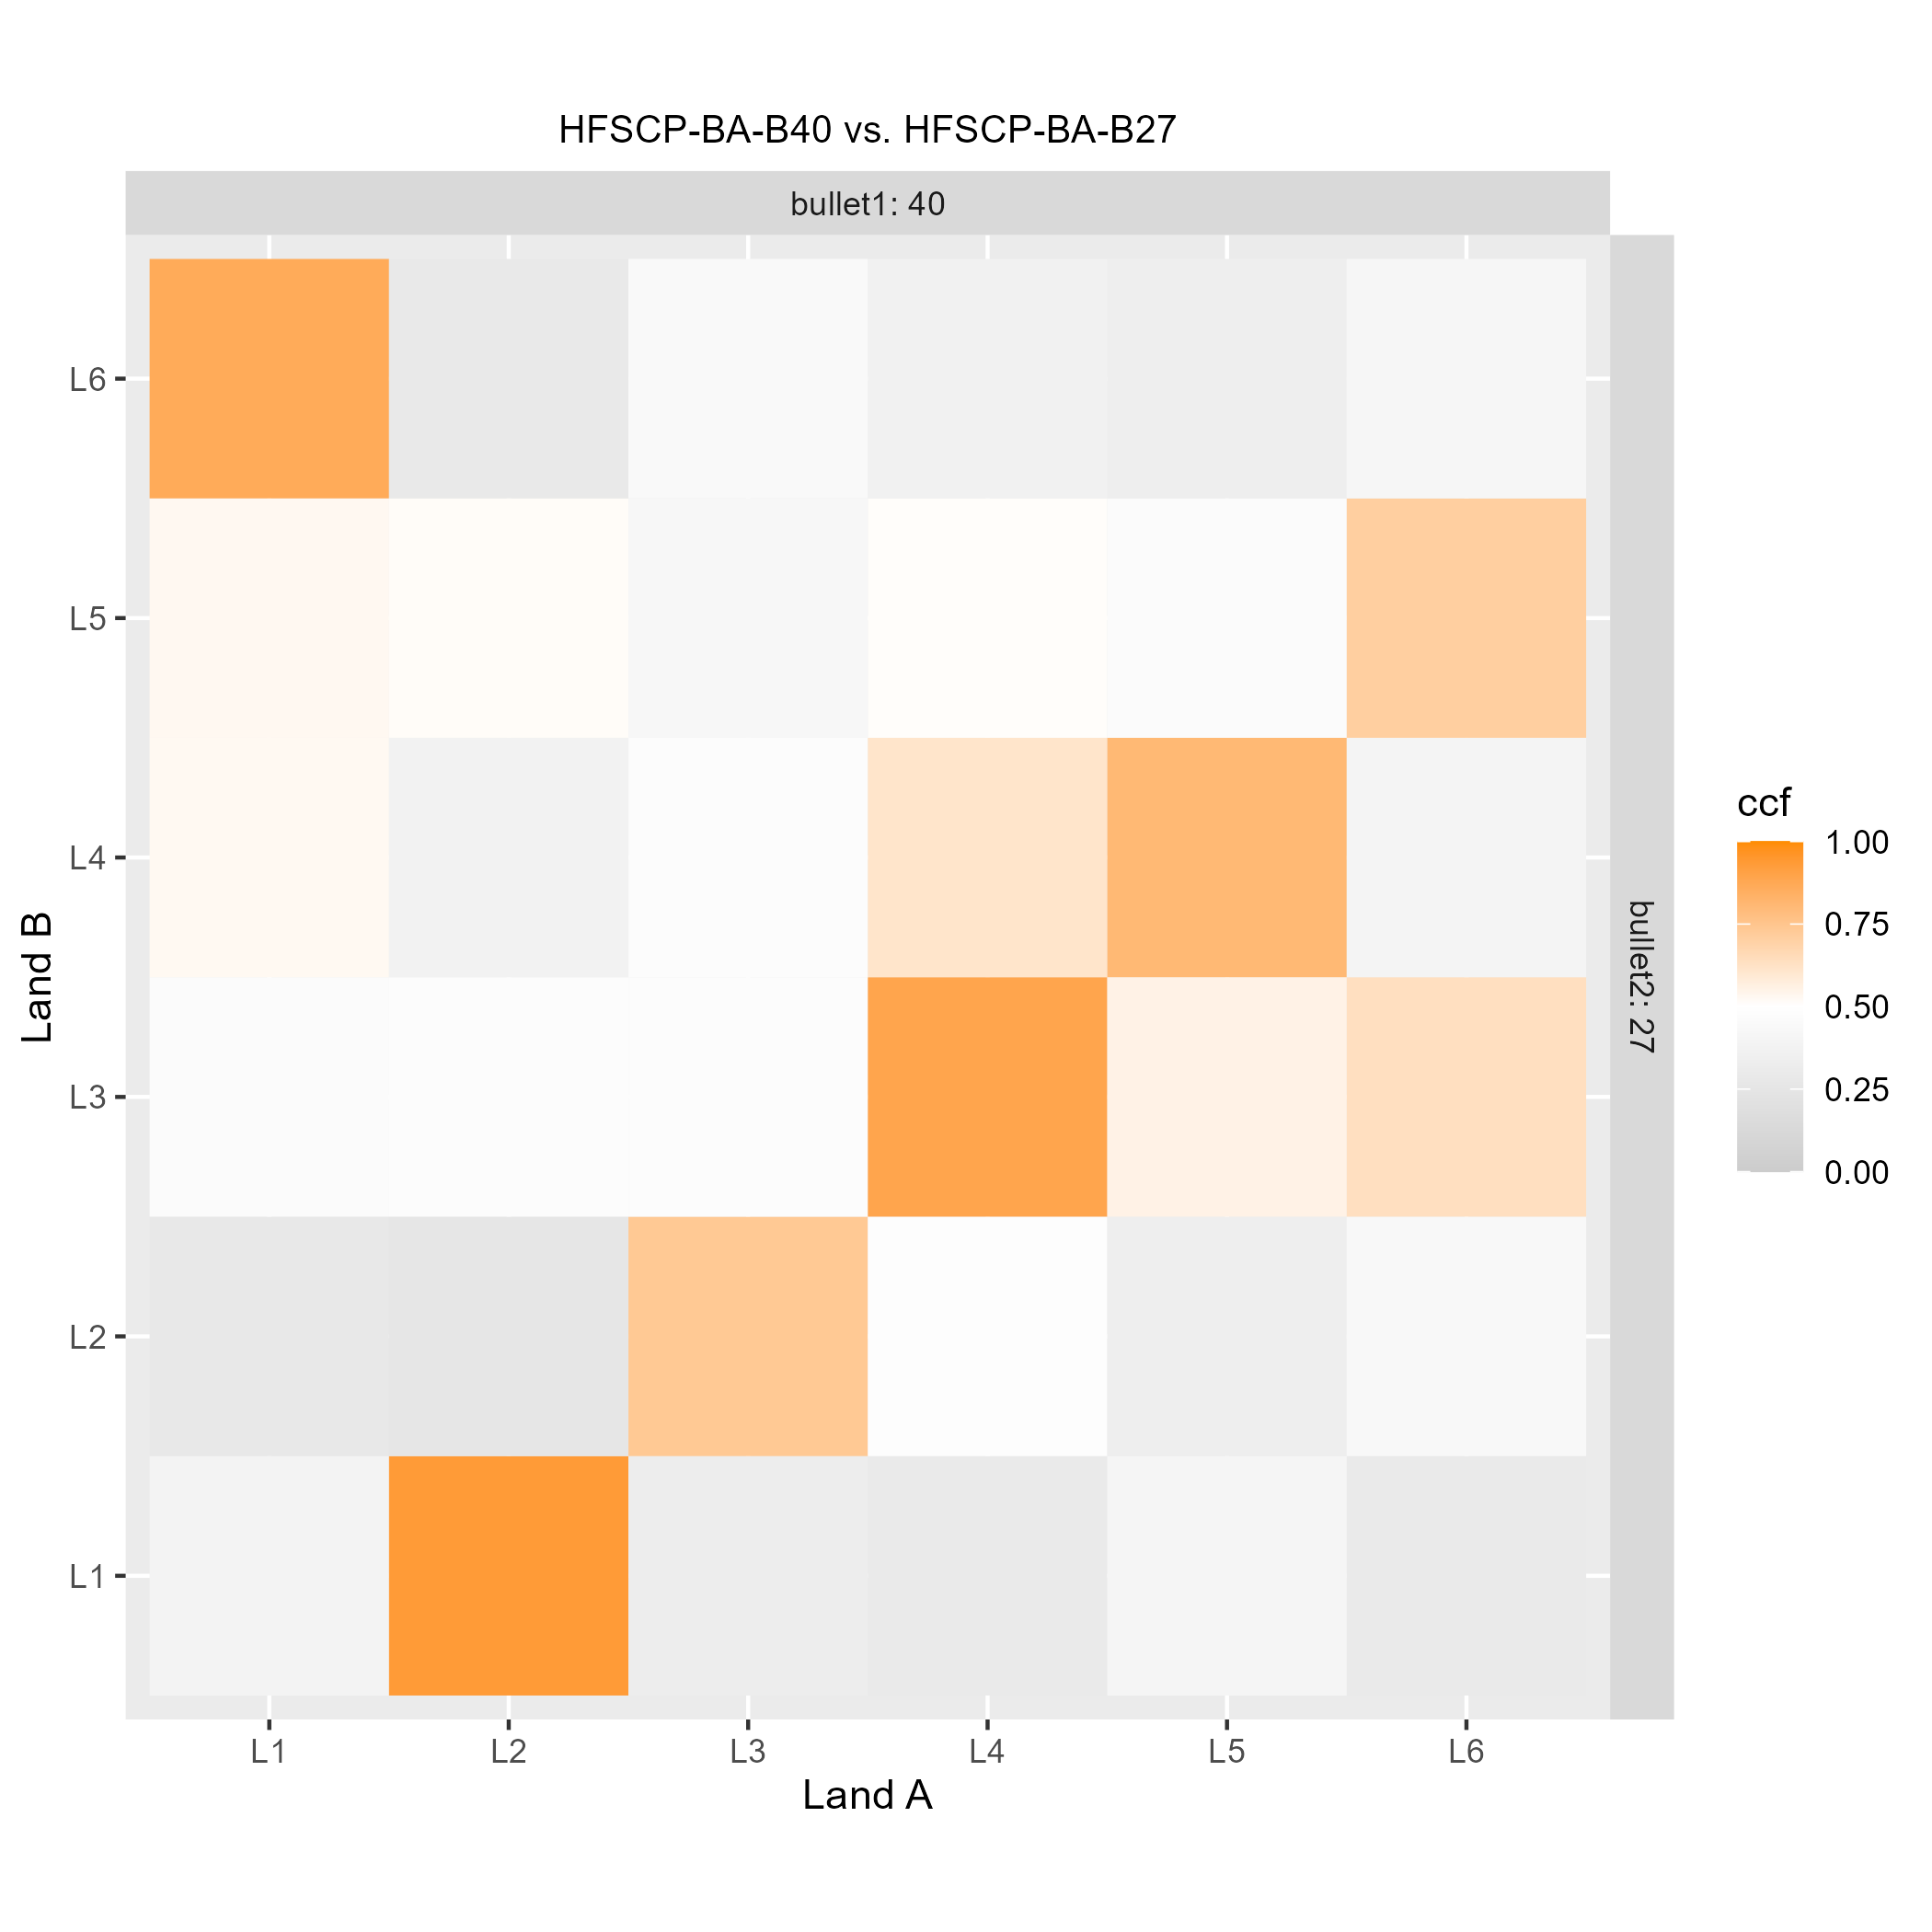 HFSCP-BA-B40 vs. HFSCP-BA-B27
bullet1: 40
L6
L5
L4
L3
L2
L1
Land B
bullet2: 27
L1 L2 L3 L4 L5 L6
Land A
ccf
1.00
0.75
0.50
0.25
0.00